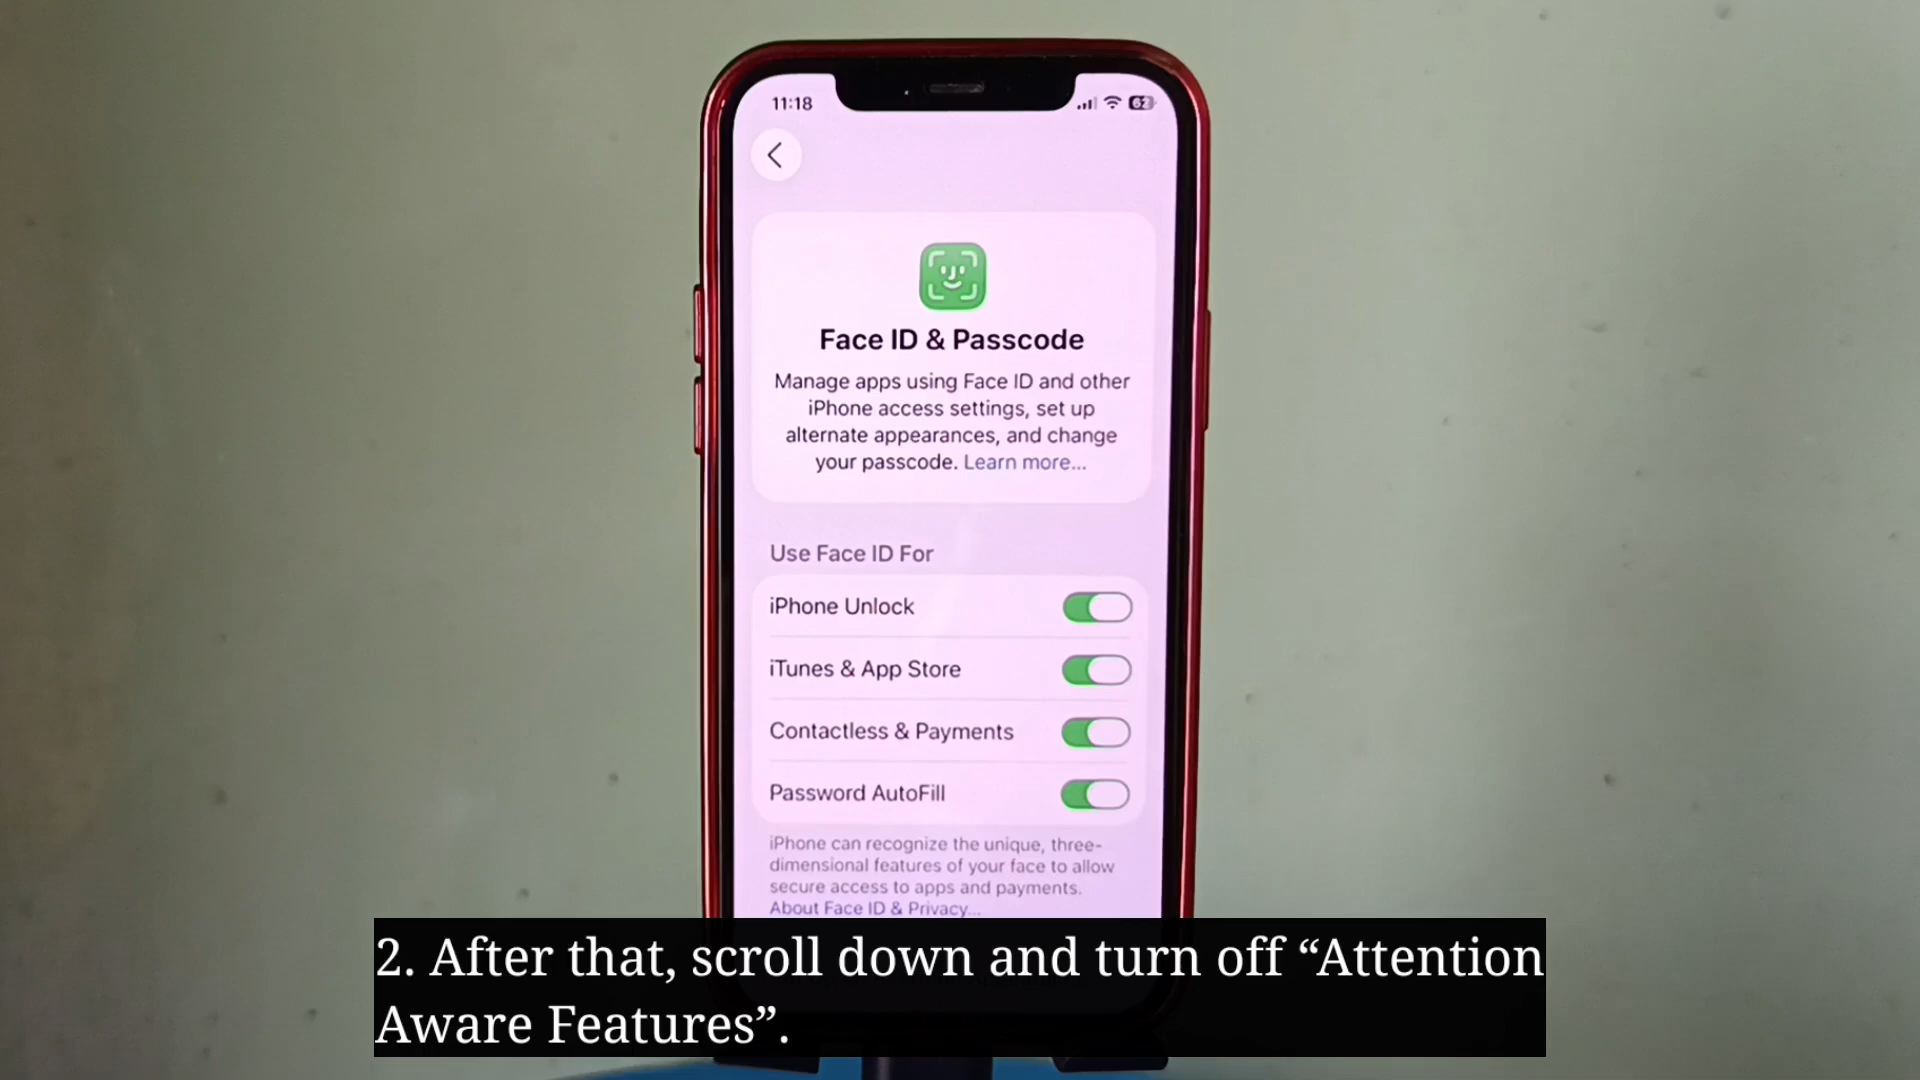 11:18
62
Face ID & Passcode
Manage apps using Face ID and other
iPhone access settings, set up
alternate appearances, and change
your passcode. Learn more...
Use Face ID For
iPhone Unlock
iTunes & App Store
Contactless & Payments
Password AutoFill
iPhone can recognize the unique, three-
dimensional features of your face to allow
secure access to apps and payments.
About Face ID & Privacy...
2. After that, scroll down and turn off “Attention
Aware Features”.